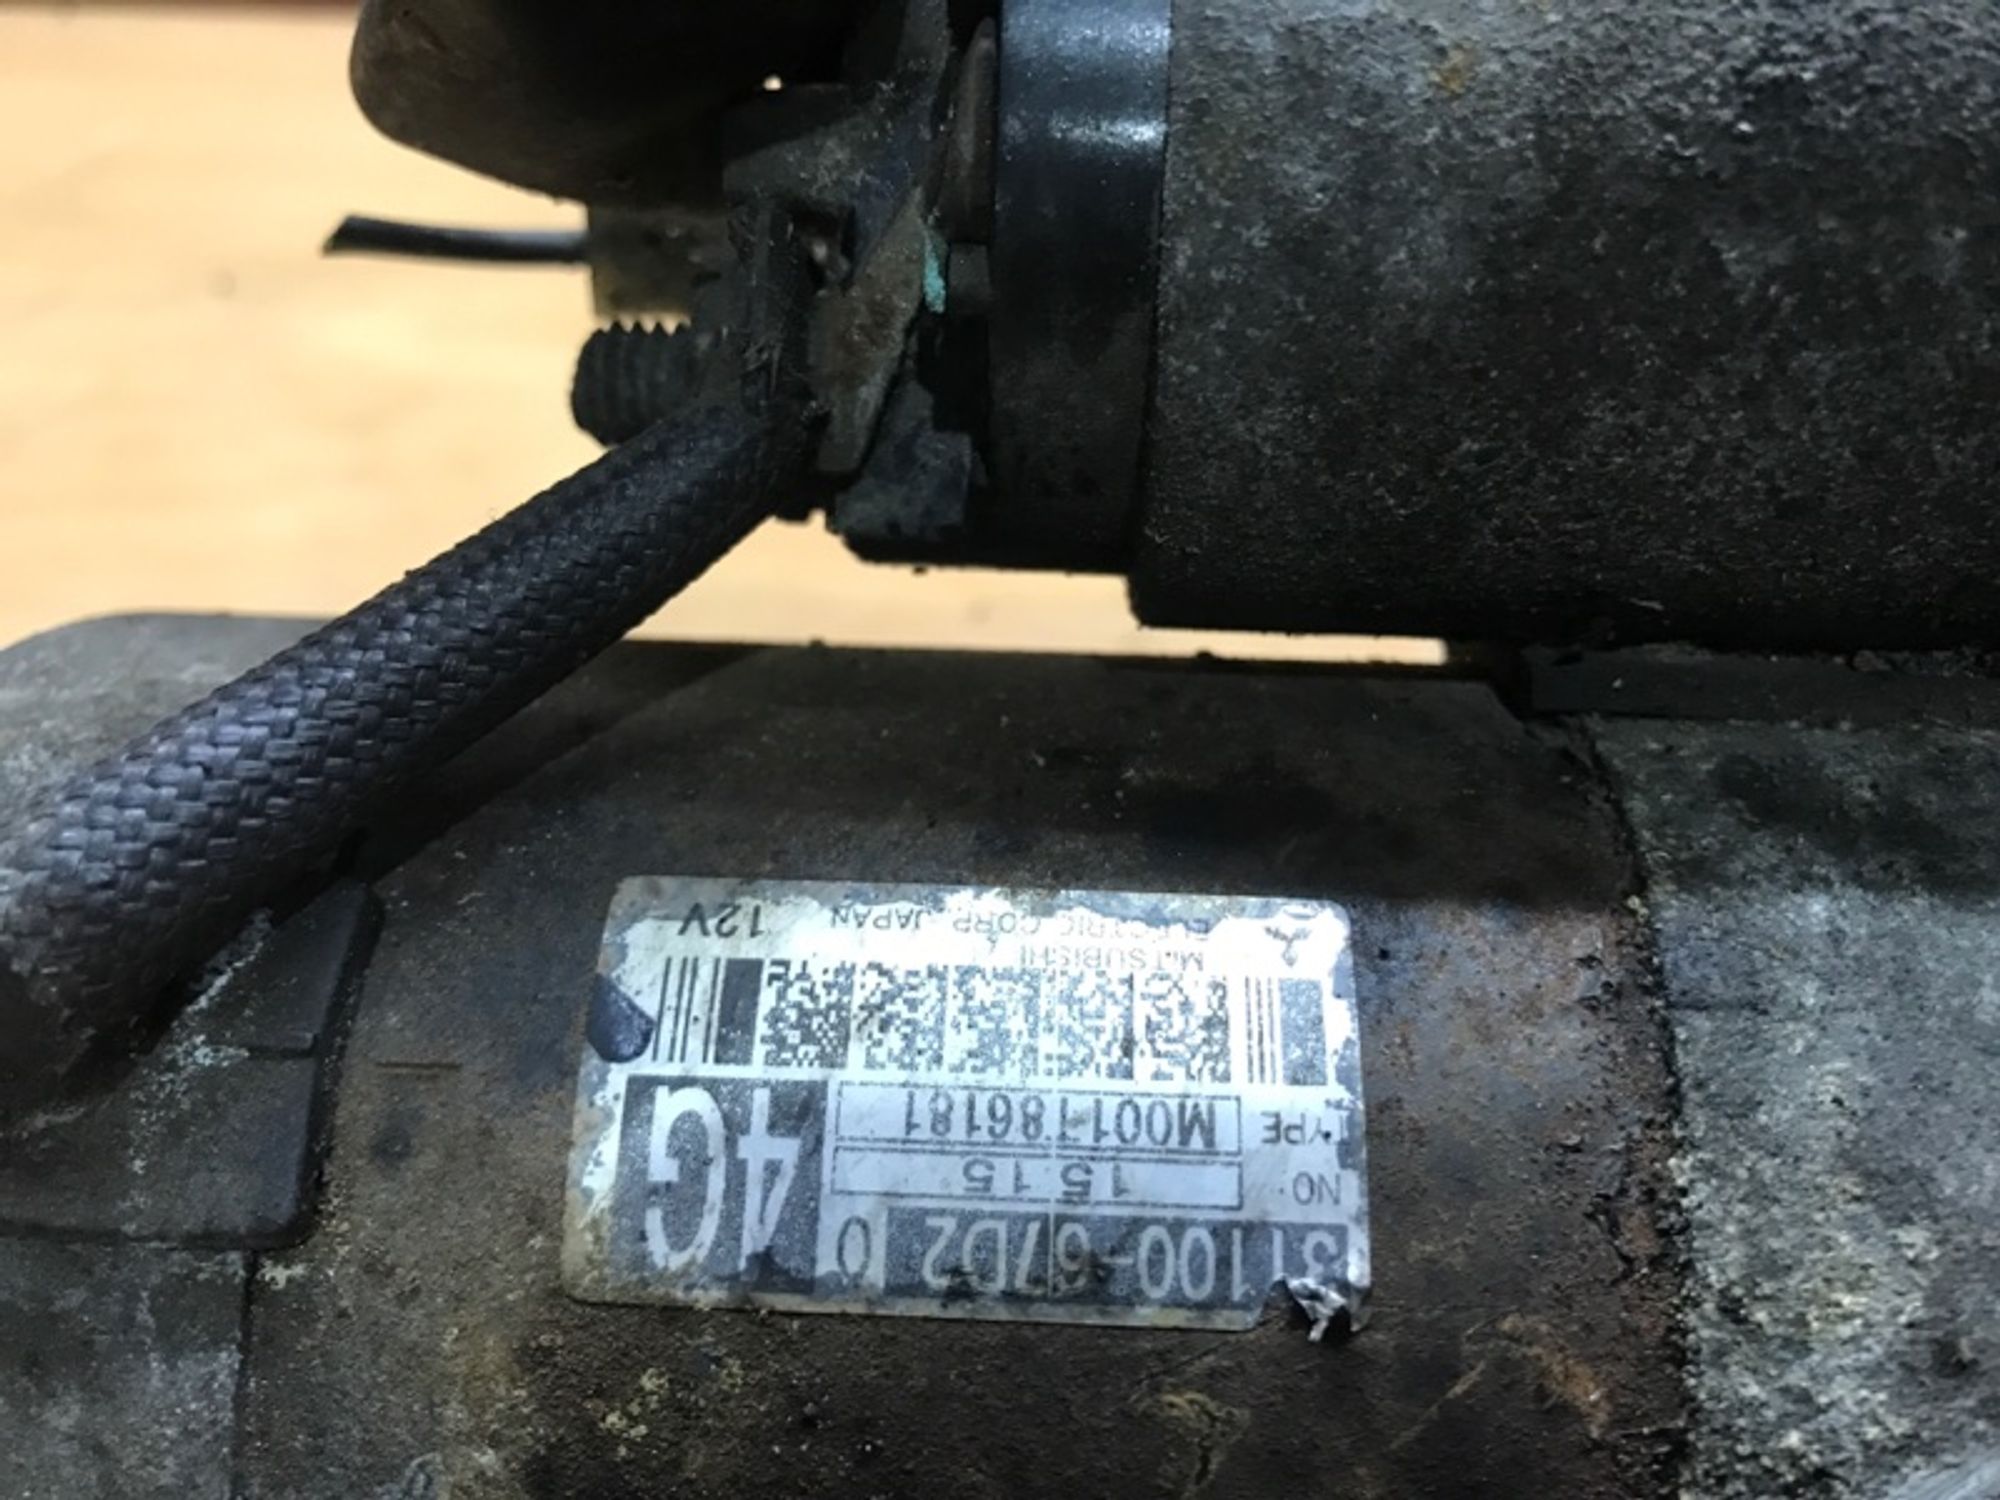 31100-67D2 0
4G
NO. 15 15
TYPE M001T86181
MITSUBISHI
ELECTRIC CORP. JAPAN 12V